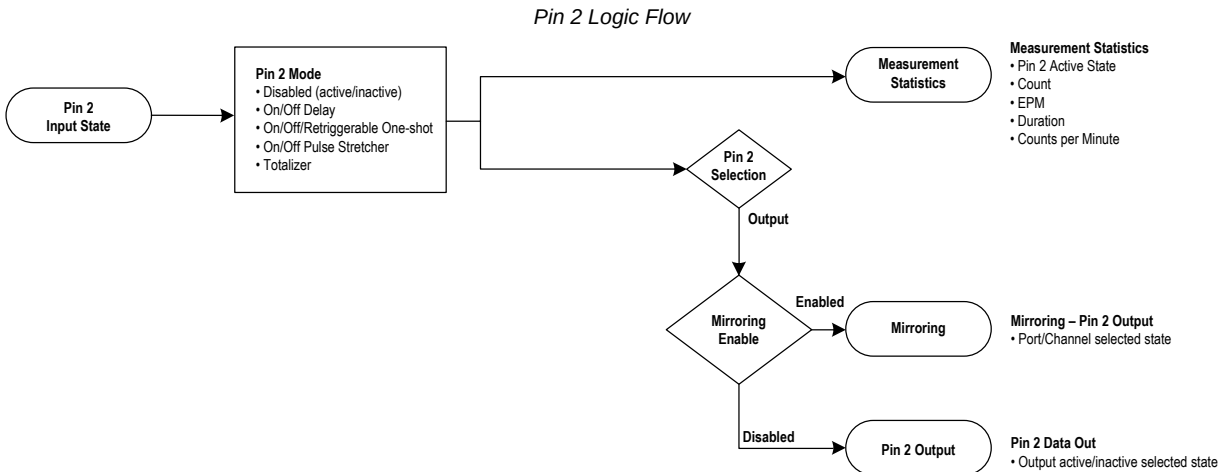 Pin 2 Logic Flow
Pin 2
Input State
Pin 2 Mode
• Disabled (active/inactive)
• On/Off Delay
• On/Off/Retriggerable One-shot
• On/Off Pulse Stretcher
• Totalizer
Measurement
Statistics
Measurement Statistics
• Pin 2 Active State
• Count
• EPM
• Duration
• Counts per Minute
Pin 2
Selection
Output
Mirroring
Enable
Enabled
Mirroring
Mirroring – Pin 2 Output
• Port/Channel selected state
Disabled
Pin 2 Output
Pin 2 Data Out
• Output active/inactive selected state